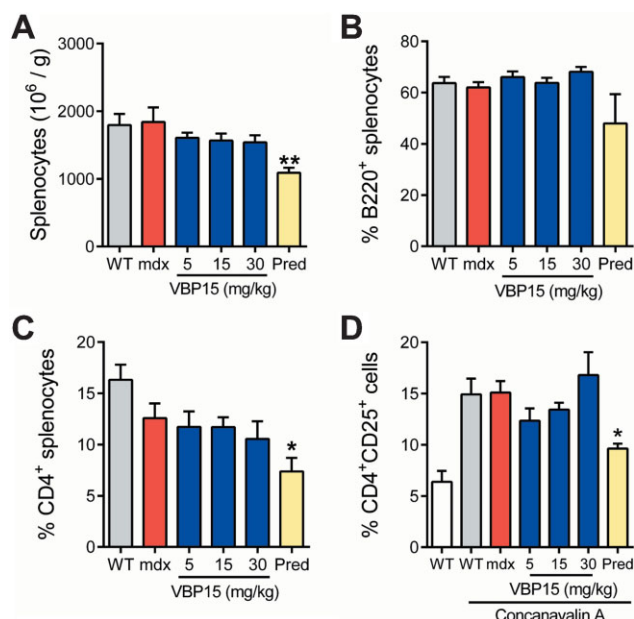 A
Splenocytes (10⁶ / g)
3000
2000
1000
0
**
WT mdx 5 15 30 Pred
VBP15 (mg/kg)
B
% B220⁺ splenocytes
80
60
40
20
0
WT mdx 5 15 30 Pred
VBP15 (mg/kg)
C
% CD4⁺ splenocytes
20
15
10
5
0
*
WT mdx 5 15 30 Pred
VBP15 (mg/kg)
D
% CD4⁺CD25⁺ cells
20
15
10
5
0
*
WT WT mdx 5 15 30 Pred
VBP15 (mg/kg)
Concanavalin A